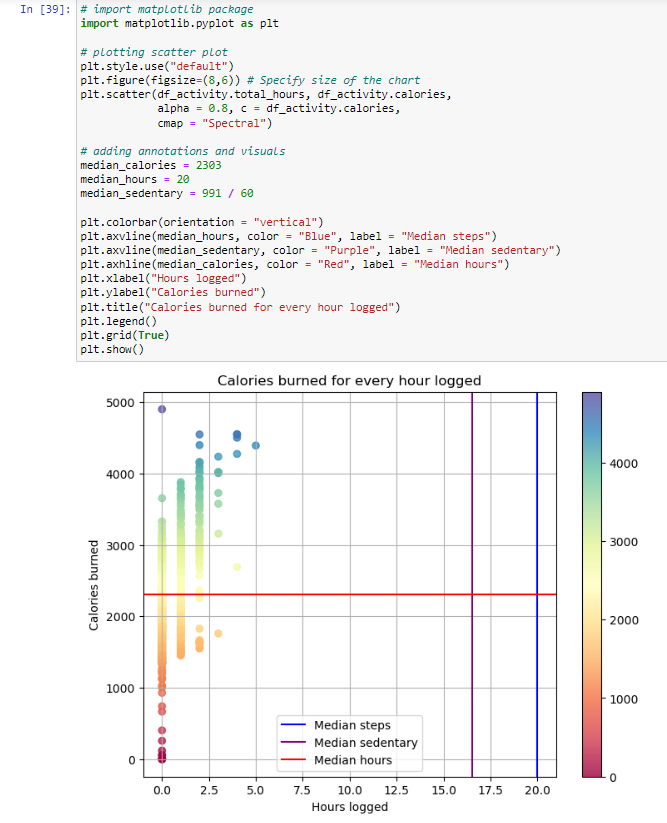 In [39]: # import matplotlib package
import matplotlib.pyplot as plt
# plotting scatter plot
plt.style.use("default")
plt.figure(figsize=(8,6)) # Specify size of the chart
plt.scatter(df_activity.total_hours, df_activity.calories,
alpha = 0.8, c = df_activity.calories,
cmap = "Spectral")
# adding annotations and visuals
median_calories = 2303
median_hours = 20
median_sedentary = 991 / 60
plt.colorbar(orientation = "vertical")
plt.axvline(median_hours, color = "Blue", label = "Median steps")
plt.axvline(median_sedentary, color = "Purple", label = "Median sedentary")
plt.axhline(median_calories, color = "Red", label = "Median hours")
plt.xlabel("Hours logged")
plt.ylabel("Calories burned")
plt.title("Calories burned for every hour logged")
plt.legend()
plt.grid(True)
plt.show()
Calories burned for every hour logged
5000
4000
3000
2000
1000
0
Calories burned
Median steps
Median sedentary
Median hours
0.0 2.5 5.0 7.5 10.0 12.5 15.0 17.5 20.0
Hours logged
4000
3000
2000
1000
0